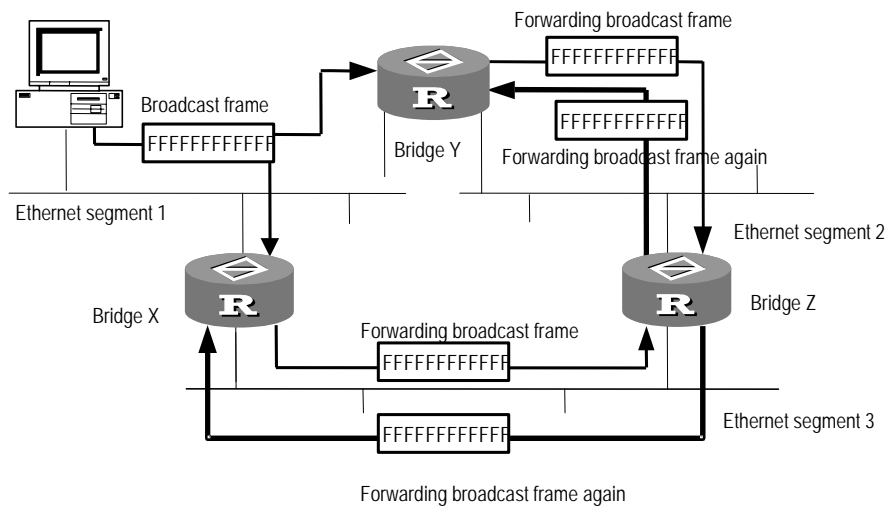 Forwarding broadcast frame
FFFFFFFFFFFF
Broadcast frame
FFFFFFFFFFFF
R
FFFFFFFFFFFF
Bridge Y
Forwarding broadcast frame again
Ethernet segment 1
Ethernet segment 2
R
R
Bridge X
Bridge Z
Forwarding broadcast frame
FFFFFFFFFFFF
Ethernet segment 3
FFFFFFFFFFFF
Forwarding broadcast frame again